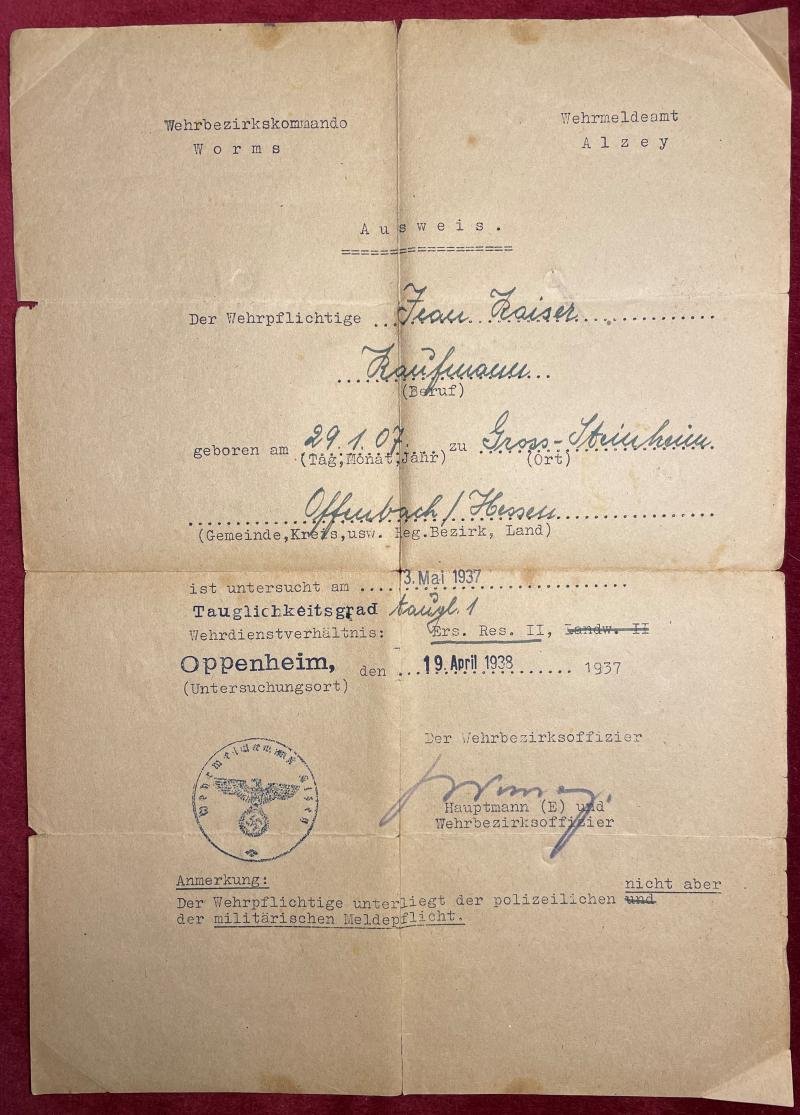 Wehrbezirkskommando
W o r m s
Wehrmeldeamt
A l z e y
A u s w e i s .
==================
Der Wehrpflichtige ..Jean Kaiser................
....Kaufmann...
(Beruf)
geboren am 29.1.07. zu Gross-Steinheim
(Tag,Monat,Jahr) (Ort)
Offenbach/Hessen
(Gemeinde,Kreis,usw. Reg.Bezirk, Land)
ist untersucht am ....3. Mai 1937....................
Tauglichkeitsgrad taugl. 1
Wehrdienstverhältnis: Ers. Res. II, Landw. II
Oppenheim, den ...19. April 1938....... 1937
(Untersuchungsort)
Der Wehrbezirksoffizier
Hauptmann (E) und
Wehrbezirksoffizier
Wehrmeldeamt Alzey
Anmerkung:
nicht aber
Der Wehrpflichtige unterliegt der polizeilichen und
der militärischen Meldepflicht.